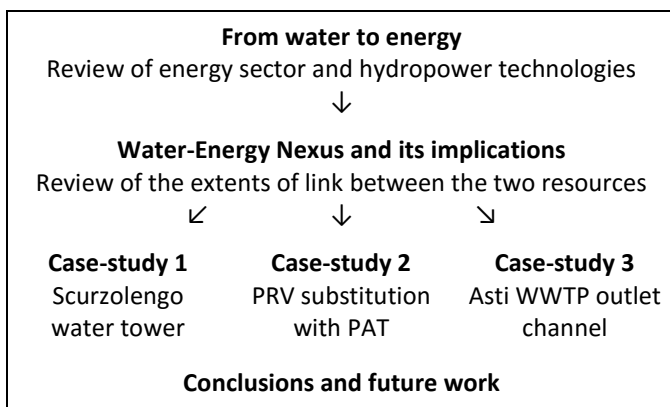 From water to energy
Review of energy sector and hydropower technologies
↓
Water-Energy Nexus and its implications
Review of the extents of link between the two resources
↙ ↓ ↘
Case-study 1 Case-study 2 Case-study 3
Scurzolengo PRV substitution Asti WWTP outlet
water tower with PAT channel
Conclusions and future work